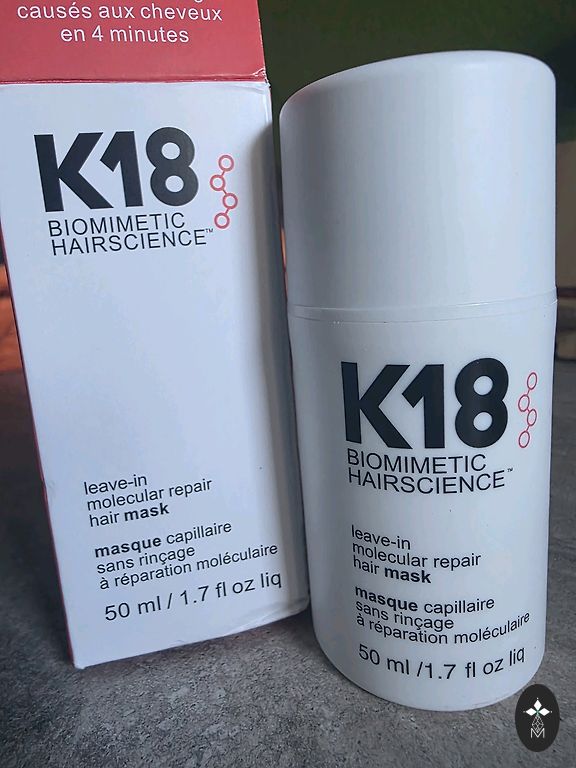 causés aux cheveux
en 4 minutes
K18
BIOMIMETIC
HAIRSCIENCE™
leave-in
molecular repair
hair mask
masque capillaire
sans rinçage
à réparation moléculaire
50 ml / 1.7 fl oz liq
K18
BIOMIMETIC
HAIRSCIENCE™
leave-in
molecular repair
hair mask
masque capillaire
sans rinçage
à réparation moléculaire
50 ml /1.7 fl oz liq
M